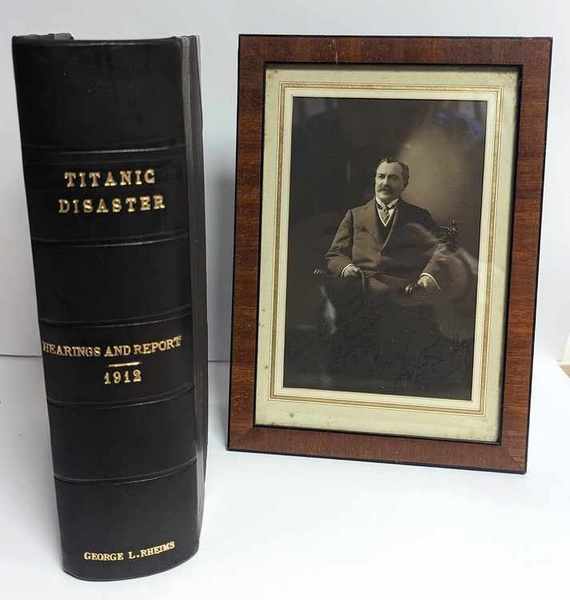 TITANIC
DISASTER
HEARINGS AND REPORT
1912
GEORGE L. RHEIMS